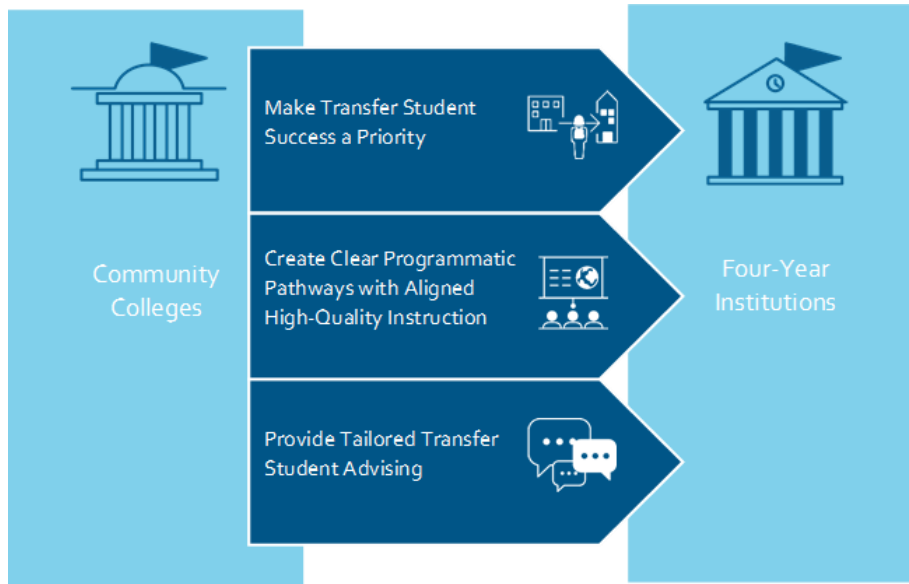 Make Transfer Student
Success a Priority
Community
Colleges
Create Clear Programmatic
Pathways with Aligned
High-Quality Instruction
Four-Year
Institutions
Provide Tailored Transfer
Student Advising